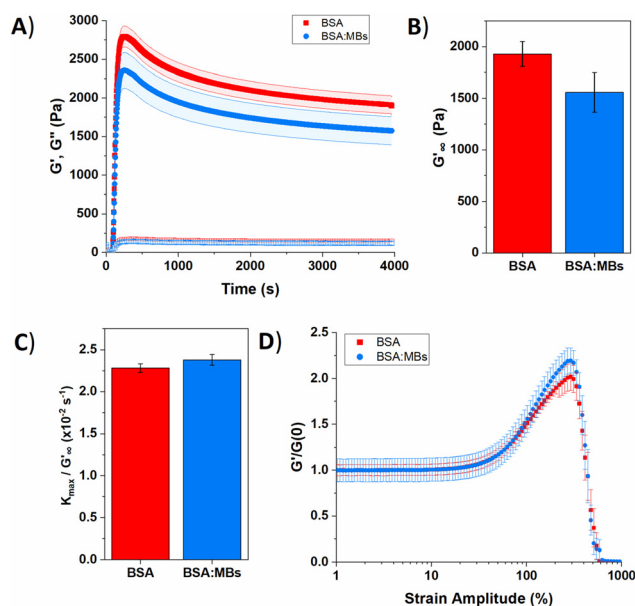 A)
3000
2500
2000
1500
1000
500
0
G', G" (Pa)
BSA
BSA:MBs
0 1000 2000 3000 4000
Time (s)
B)
2000
1500
1000
500
0
G'∞ (Pa)
BSA BSA:MBs
C)
2.5
2.0
1.5
1.0
0.5
0.0
Kmax / G'∞ (x10-2 s-1)
BSA BSA:MBs
D)
2.5
2.0
1.5
1.0
0.5
0.0
G'/G(0)
BSA
BSA:MBs
1 10 100 1000
Strain Amplitude (%)